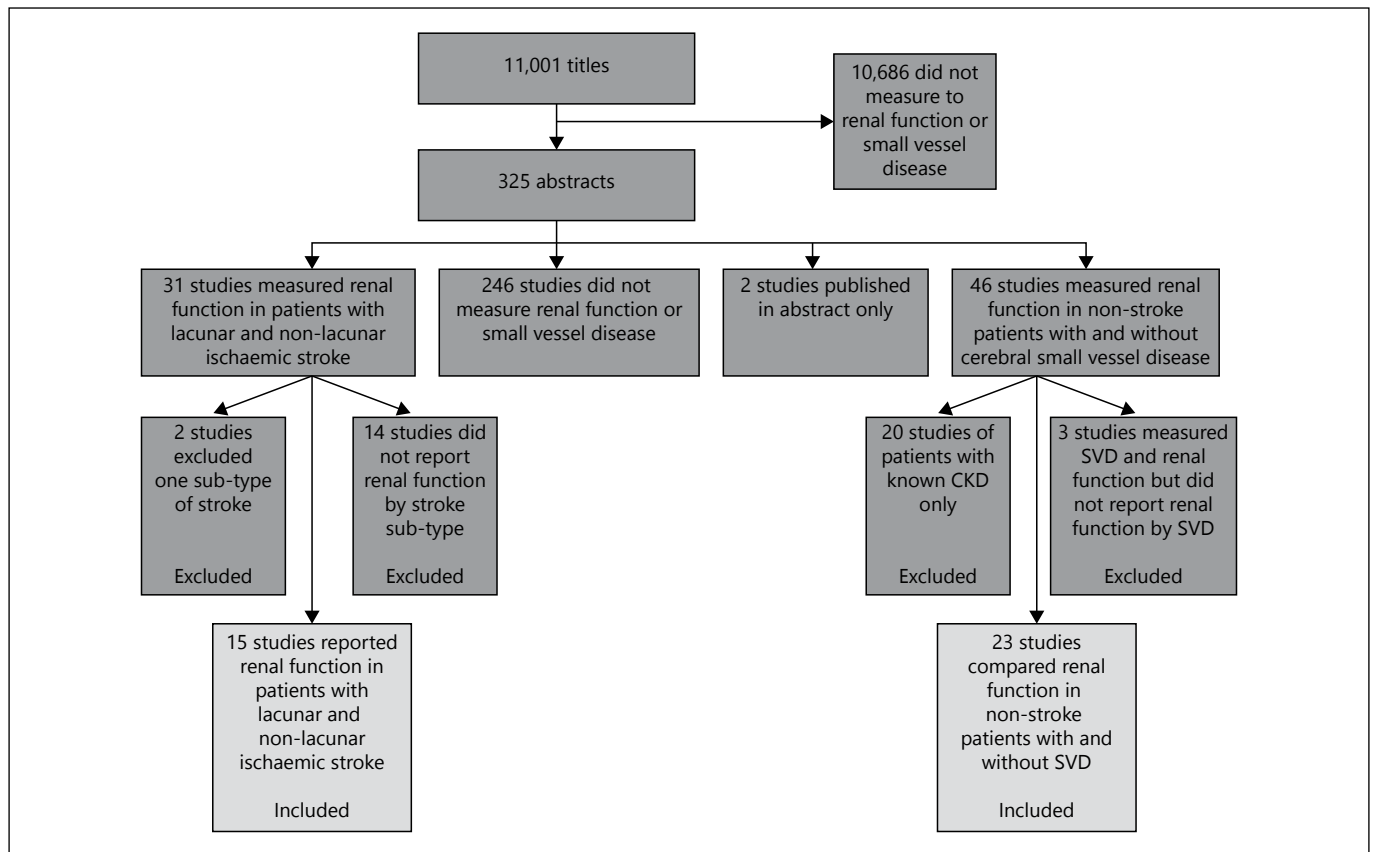 11,001 titles
10,686 did not
measure to
renal function or
small vessel
disease
325 abstracts
31 studies measured renal
function in patients with
lacunar and non-lacunar
ischaemic stroke
246 studies did not
measure renal function or
small vessel disease
2 studies published
in abstract only
46 studies measured renal
function in non-stroke
patients with and without
cerebral small vessel disease
2 studies
excluded
one sub-type
of stroke
Excluded
14 studies did
not report
renal function
by stroke
sub-type
Excluded
20 studies of
patients with
known CKD
only
Excluded
3 studies measured
SVD and renal
function but did
not report renal
function by SVD
Excluded
15 studies reported
renal function in
patients with
lacunar and
non-lacunar
ischaemic stroke
Included
23 studies
compared renal
function in
non-stroke
patients with and
without SVD
Included